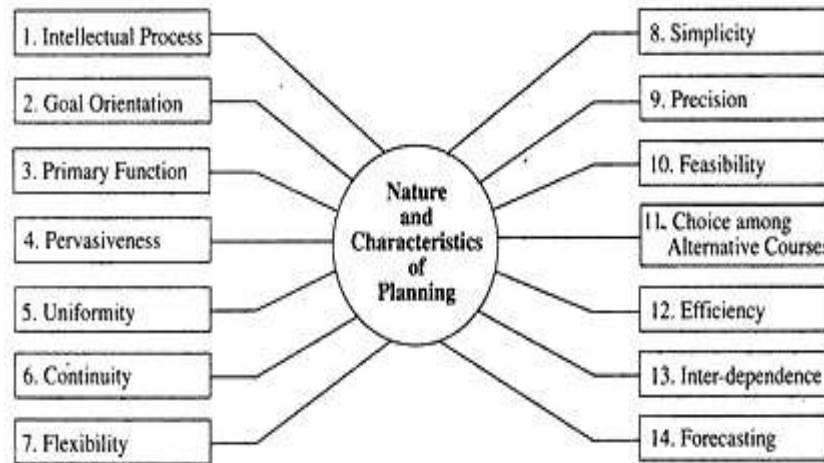 1. Intellectual Process
2. Goal Orientation
3. Primary Function
4. Pervasiveness
5. Uniformity
6. Continuity
7. Flexibility
Nature
and
Characteristics
of
Planning
8. Simplicity
9. Precision
10. Feasibility
11. Choice among
Alternative Courses
12. Efficiency
13. Inter-dependence
14. Forecasting